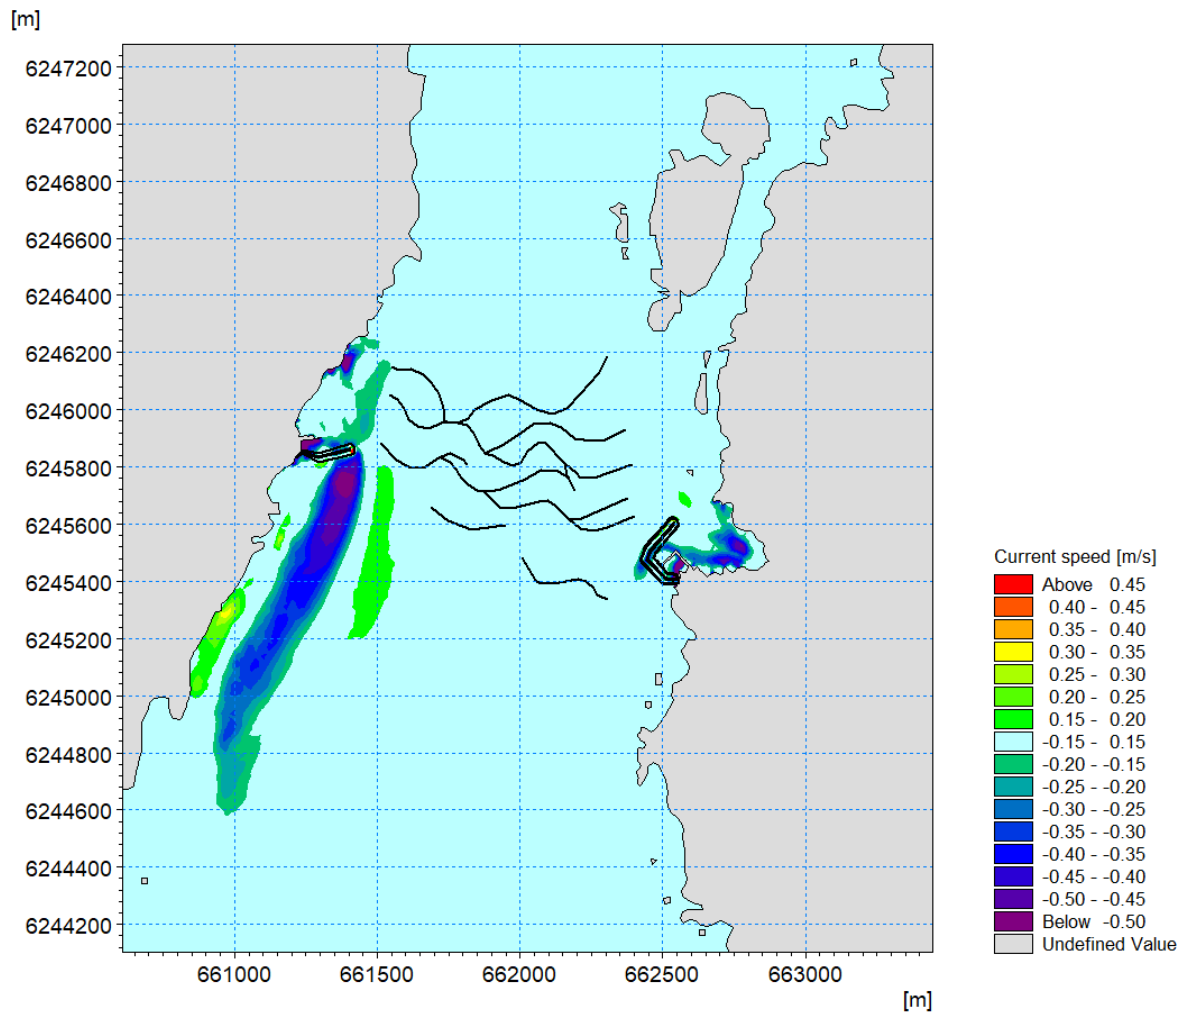 [m]
6247200
6247000
6246800
6246600
6246400
6246200
6246000
6245800
6245600
6245400
6245200
6245000
6244800
6244600
6244400
6244200
661000 661500 662000 662500 663000
[m]
Current speed [m/s]
Above 0.45
0.40 - 0.45
0.35 - 0.40
0.30 - 0.35
0.25 - 0.30
0.20 - 0.25
0.15 - 0.20
-0.15 - 0.15
-0.20 - -0.15
-0.25 - -0.20
-0.30 - -0.25
-0.35 - -0.30
-0.40 - -0.35
-0.45 - -0.40
-0.50 - -0.45
Below -0.50
Undefined Value